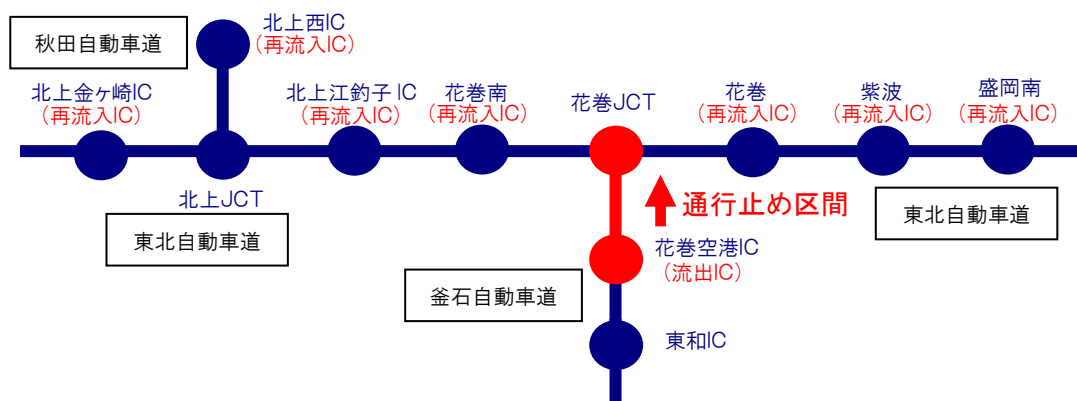 秋田自動車道
北上西IC
（再流入IC）
北上金ヶ崎IC
（再流入IC）
北上江釣子 IC
（再流入IC）
花巻南
（再流入IC）
花巻JCT
花巻
（再流入IC）
紫波
（再流入IC）
盛岡南
（再流入IC）
北上JCT
東北自動車道
通行止め区間
東北自動車道
花巻空港IC
（流出IC）
釜石自動車道
東和IC